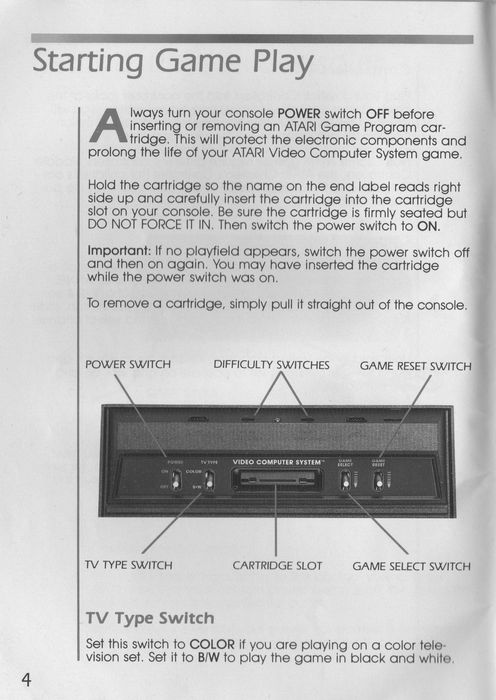 Starting Game Play
Always turn your console POWER switch OFF before
inserting or removing an ATARI Game Program car-
tridge. This will protect the electronic components and
prolong the life of your ATARI Video Computer System game.
Hold the cartridge so the name on the end label reads right
side up and carefully insert the cartridge into the cartridge
slot on your console. Be sure the cartridge is firmly seated but
DO NOT FORCE IT IN. Then switch the power switch to ON.
Important: If no playfield appears, switch the power switch off
and then on again. You may have inserted the cartridge
while the power switch was on.
To remove a cartridge, simply pull it straight out of the console.
POWER SWITCH DIFFICULTY SWITCHES GAME RESET SWITCH
POWER TV TYPE VIDEO COMPUTER SYSTEM™ GAME SELECT GAME RESET
ON COLOR
OFF B/W
TV TYPE SWITCH CARTRIDGE SLOT GAME SELECT SWITCH
TV Type Switch
Set this switch to COLOR if you are playing on a color tele-
vision set. Set it to B/W to play the game in black and white.
4